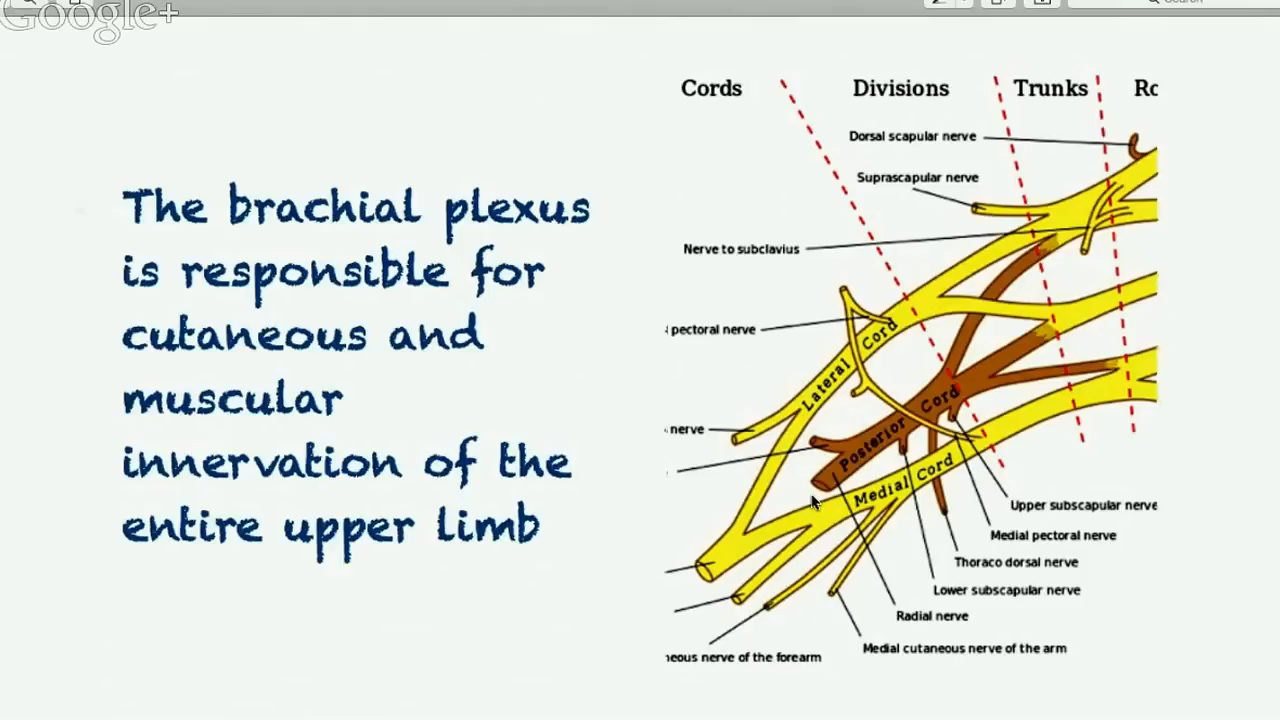 Google+
Search
The brachial plexus
is responsible for
cutaneous and
muscular
innervation of the
entire upper limb
Cords
Divisions
Trunks
Ro
Dorsal scapular nerve
Suprascapular nerve
Nerve to subclavius
pectoral nerve
nerve
Lateral Cord
Posterior Cord
Medial Cord
Upper subscapular nerve
Medial pectoral nerve
Thoraco dorsal nerve
Lower subscapular nerve
Radial nerve
Medial cutaneous nerve of the arm
neous nerve of the forearm